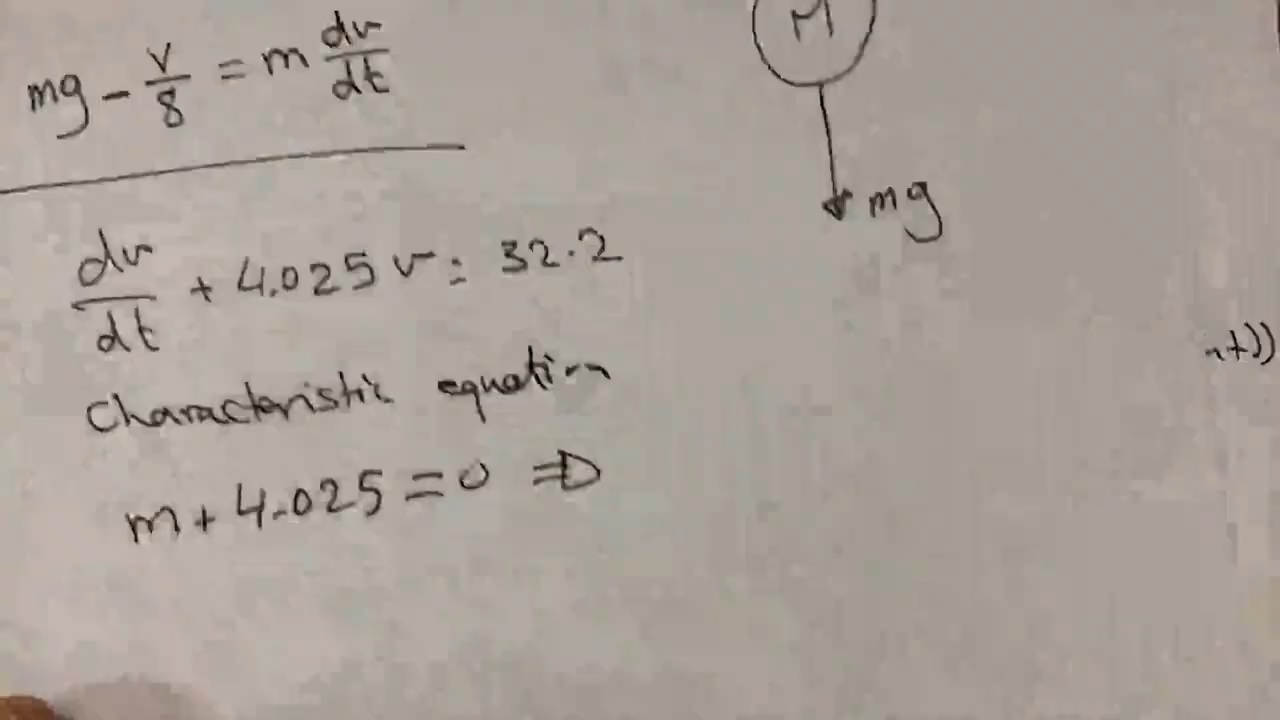 M
mg - v/8 = m dv/dt
mg
dv/dt + 4.025 v = 32.2
Characteristic equation
m + 4.025 = 0 ⇒